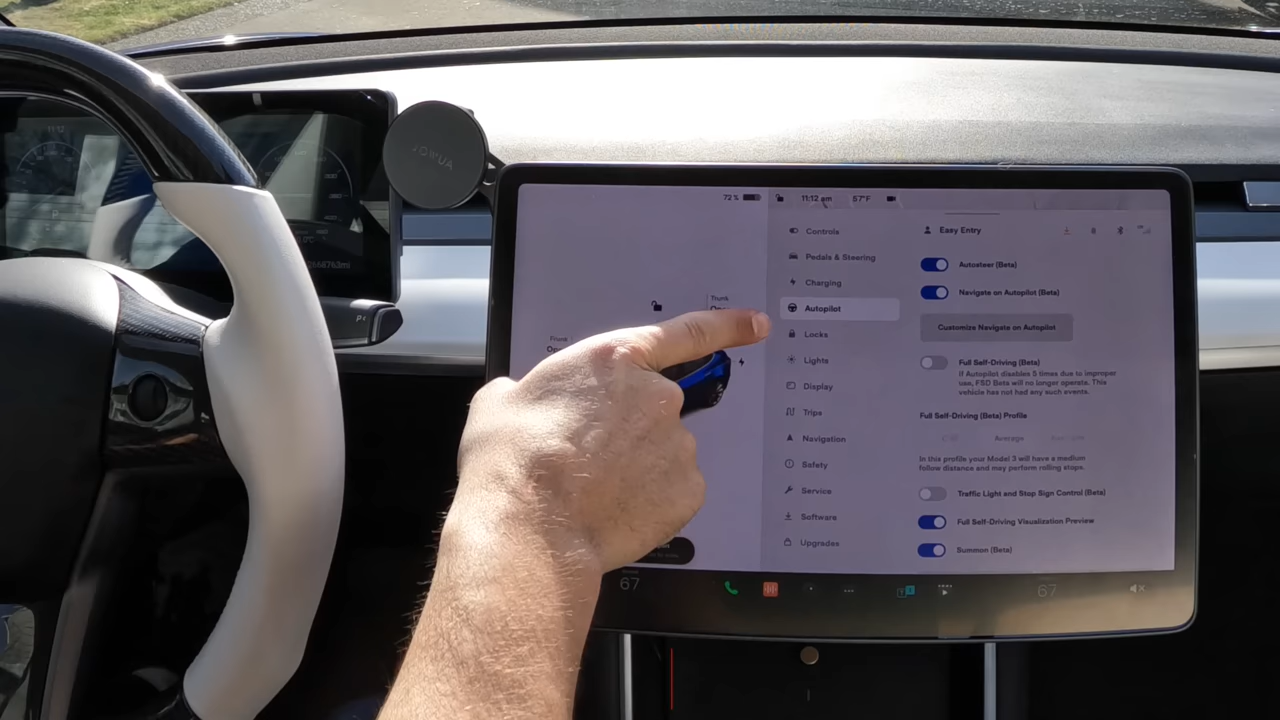 11:12
JOWUA
P
72 %
11:12 am
57°F
Controls
Pedals & Steering
Charging
Autopilot
Locks
Lights
Display
Trips
Navigation
Safety
Service
Software
Upgrades
Trunk
Easy Entry
Autosteer (Beta)
Navigate on Autopilot (Beta)
Customize Navigate on Autopilot
Full Self-Driving (Beta)
If Autopilot disables 5 times due to improper
use, FSD Beta will no longer operate. This
vehicle has not had any such events.
Full Self-Driving (Beta) Profile
Average
In this profile your Model 3 will have a medium
follow distance and may perform rolling stops.
Traffic Light and Stop Sign Control (Beta)
Full Self-Driving Visualization Preview
Summon (Beta)
67
67